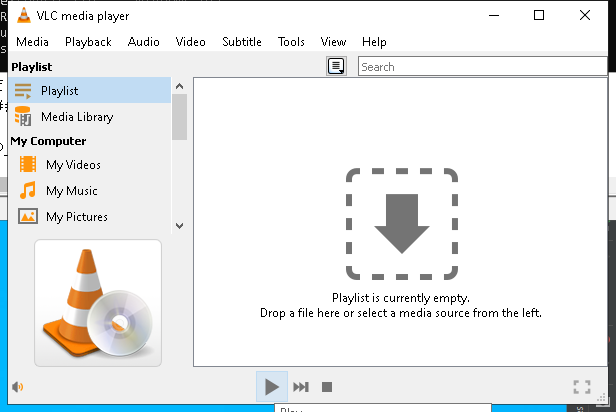 VLC media player
Media Playback Audio Video Subtitle Tools View Help
Playlist
Search
Playlist
Media Library
My Computer
My Videos
My Music
My Pictures
Playlist is currently empty.
Drop a file here or select a media source from the left.
Play